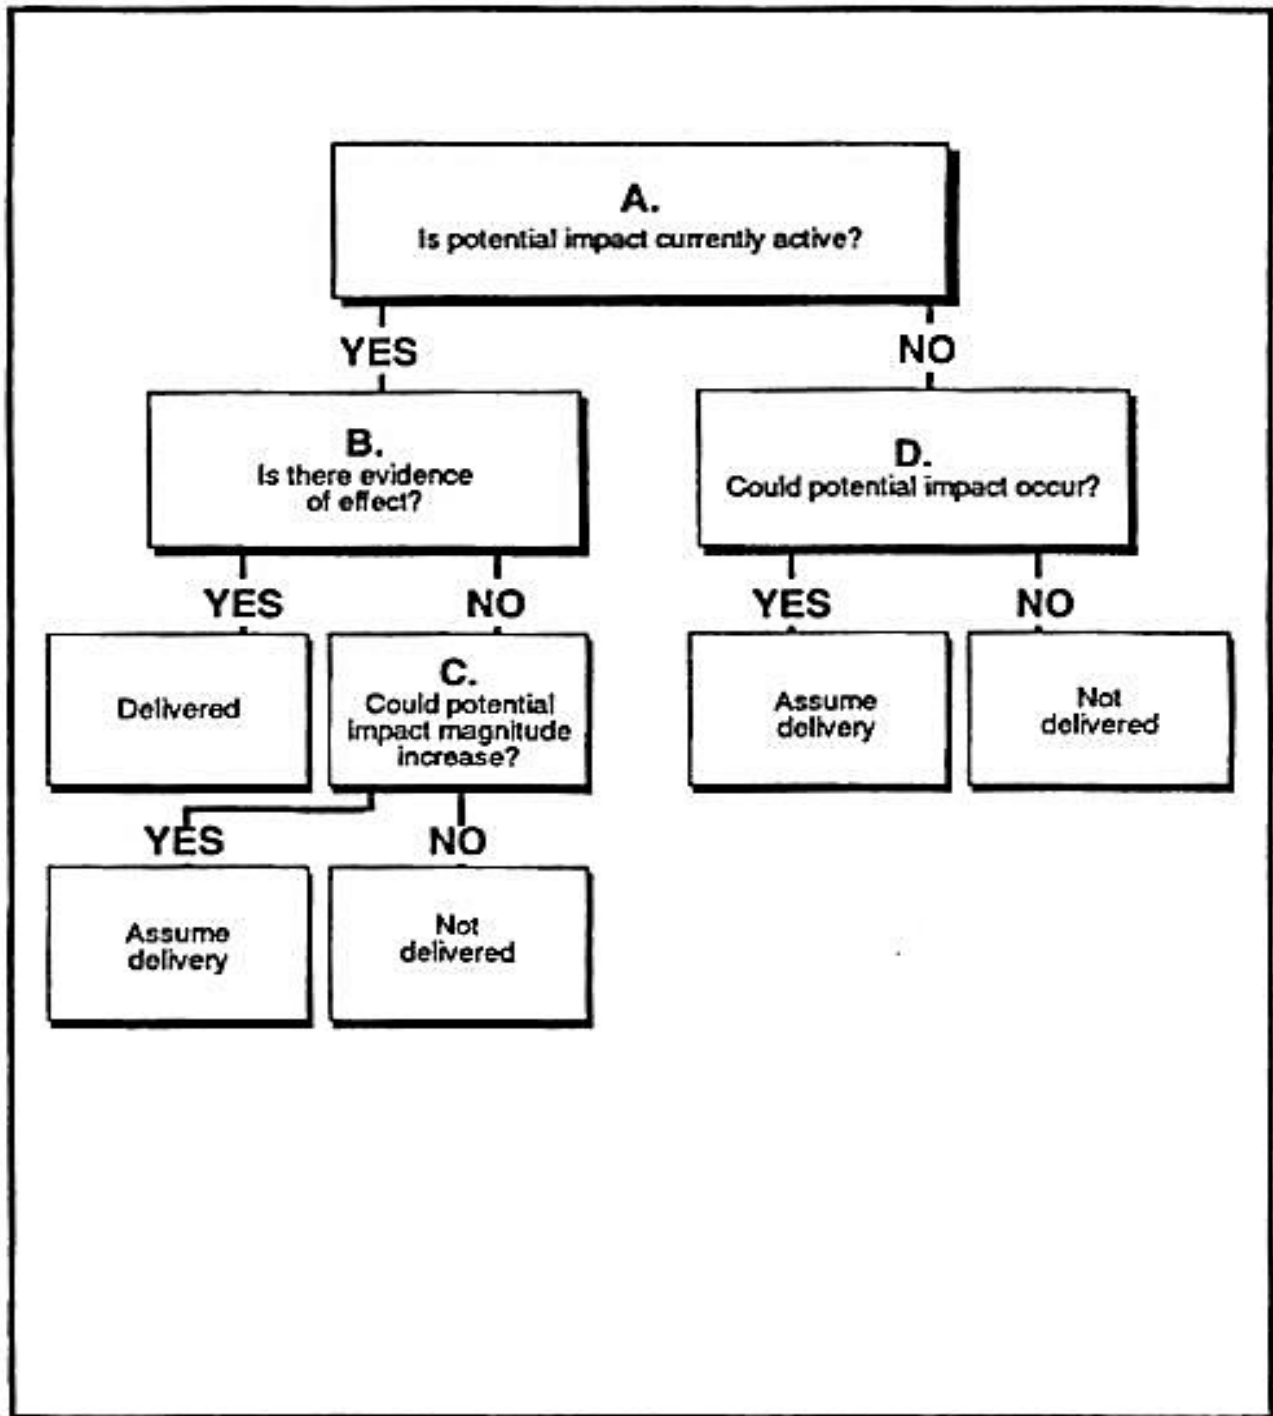 A.
Is potential impact currently active?
YES
NO
B.
Is there evidence
of effect?
D.
Could potential impact occur?
YES
NO
YES
NO
Delivered
C.
Could potential
impact magnitude
increase?
Assume
delivery
Not
delivered
YES
NO
Assume
delivery
Not
delivered